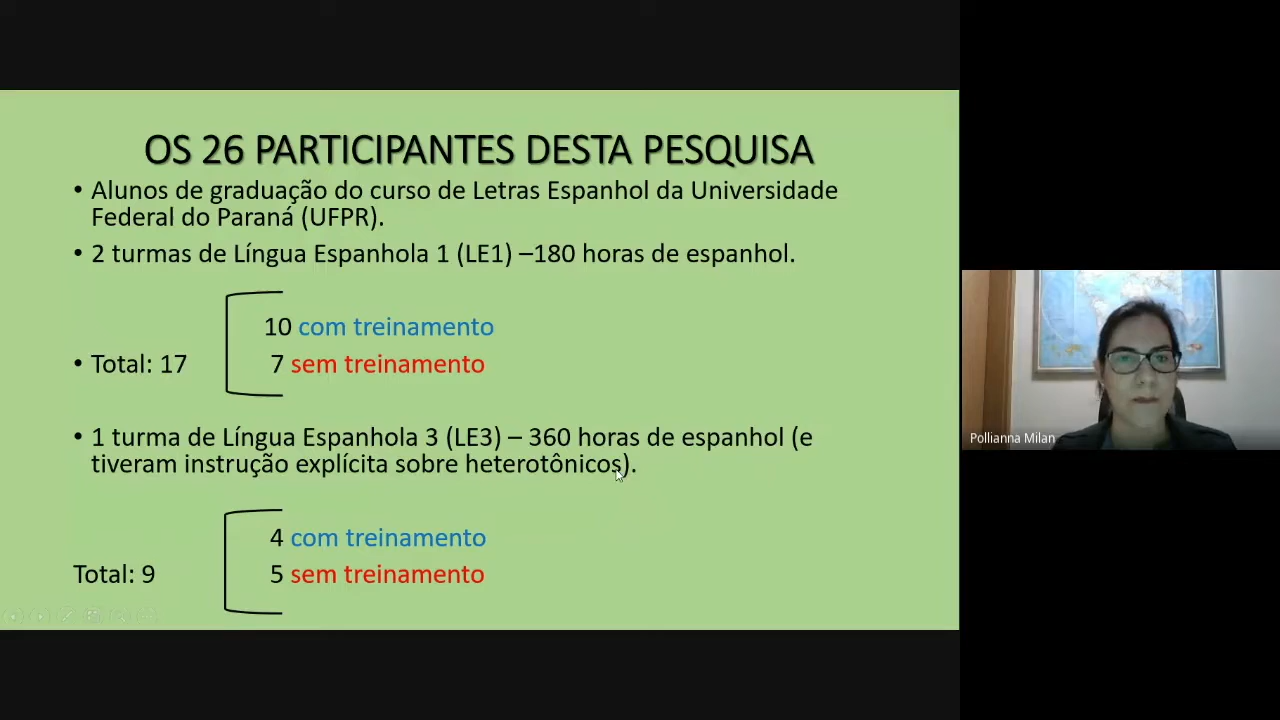 OS 26 PARTICIPANTES DESTA PESQUISA
• Alunos de graduação do curso de Letras Espanhol da Universidade
Federal do Paraná (UFPR).
• 2 turmas de Língua Espanhola 1 (LE1) –180 horas de espanhol.
10 com treinamento
• Total: 17
7 sem treinamento
• 1 turma de Língua Espanhola 3 (LE3) – 360 horas de espanhol (e
tiveram instrução explícita sobre heterotônicos).
4 com treinamento
Total: 9
5 sem treinamento
Pollianna Milan